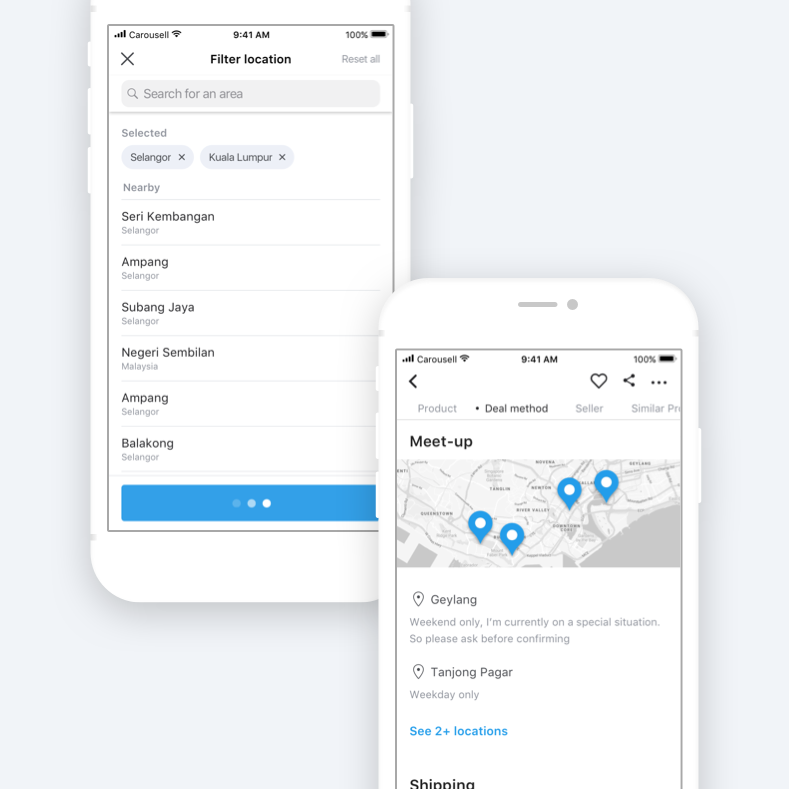 Carousell
9:41 AM
100%
Filter location
Reset all
Search for an area
Selected
Selangor
Kuala Lumpur
Nearby
Seri Kembangan
Selangor
Ampang
Selangor
Subang Jaya
Selangor
Negeri Sembilan
Malaysia
Ampang
Selangor
Balakong
Selangor
Carousell
9:41 AM
100%
Product
• Deal method
Seller
Similar Pr
Meet-up
NOVENA
GEYLANG
TANGLIN
NEWTON
QUEENSTOWN
RIVER VALLEY
DOWNTOWN
CORE
Geylang
Weekend only, I'm currently on a special situation.
So please ask before confirming
Tanjong Pagar
Weekday only
See 2+ locations
Shipping